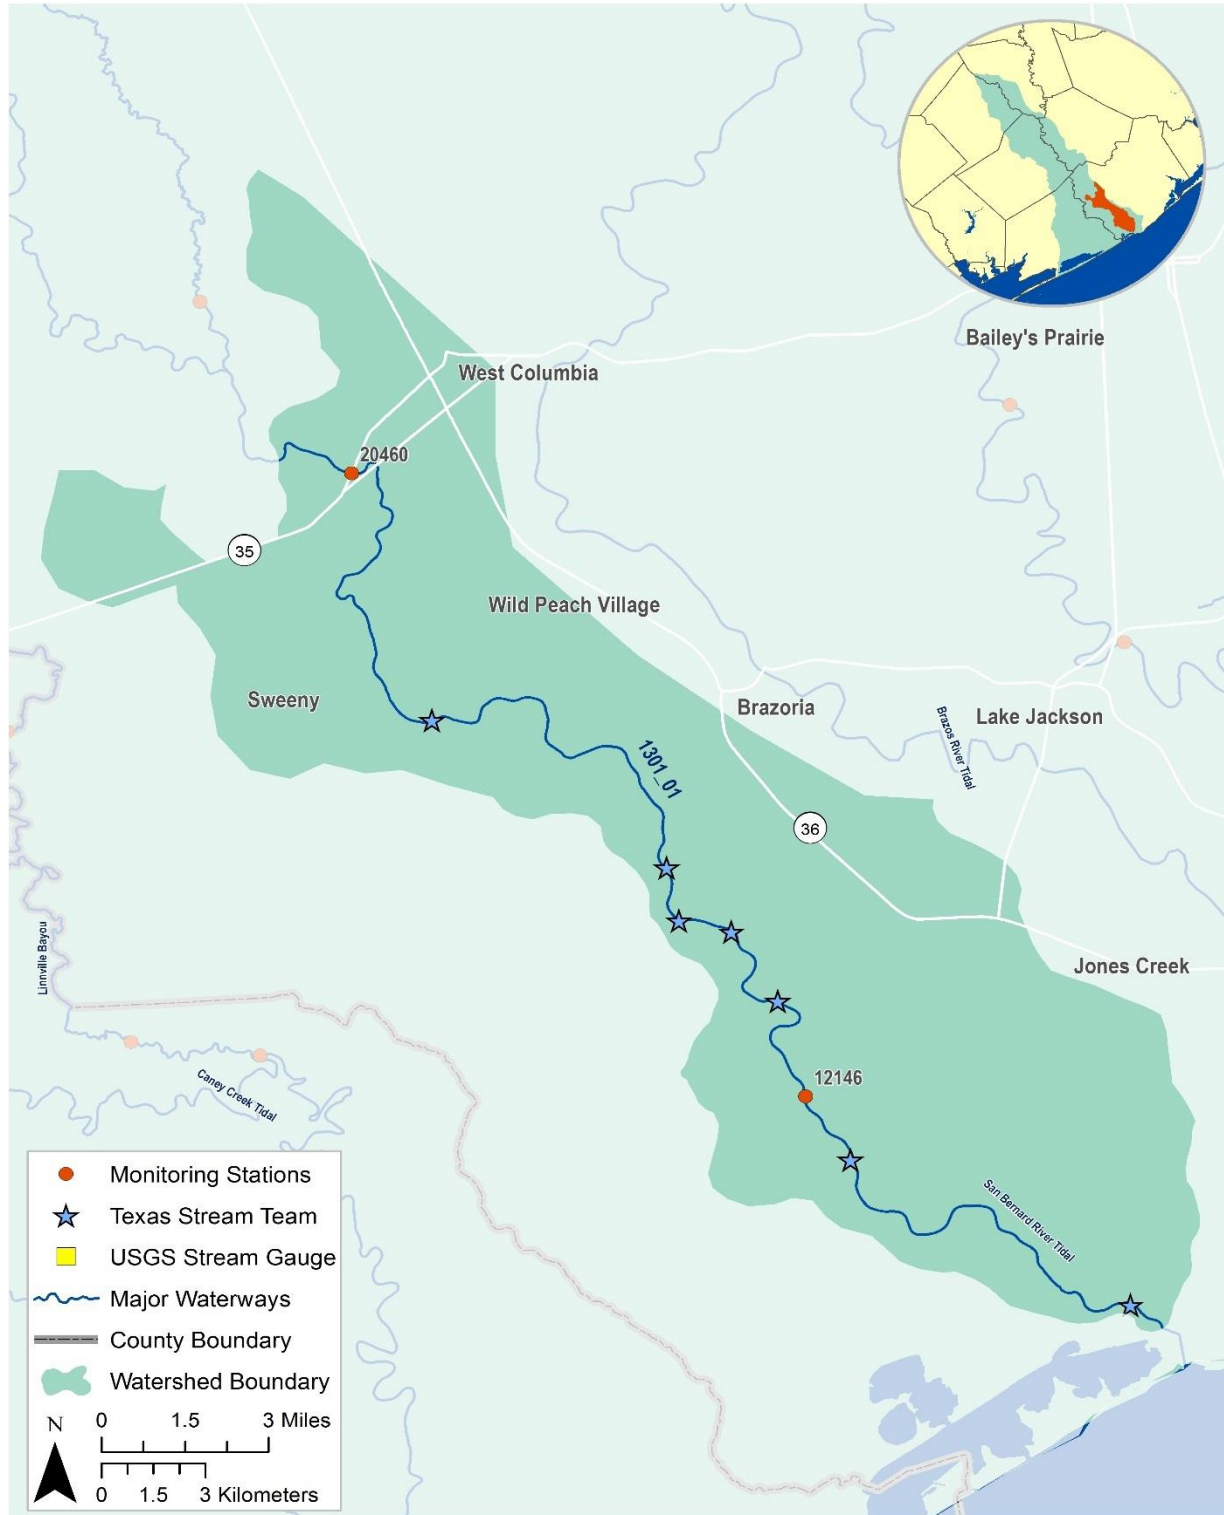 Bailey's Prairie
West Columbia
20460
35
Wild Peach Village
Sweeny
Brazoria
Lake Jackson
Brazos River Tidal
1301_01
36
Linnville Bayou
Jones Creek
Caney Creek Tidal
12146
San Bernard River Tidal
Monitoring Stations
Texas Stream Team
USGS Stream Gauge
Major Waterways
County Boundary
Watershed Boundary
N
0 1.5 3 Miles
0 1.5 3 Kilometers